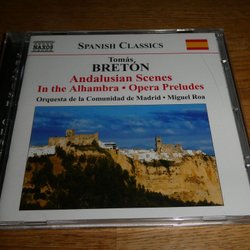 NAXOS
SPANISH CLASSICS
Tomás
BRETÓN
Andalusian Scenes
In the Alhambra • Opera Preludes
Orquesta de la Comunidad de Madrid • Miguel Roa